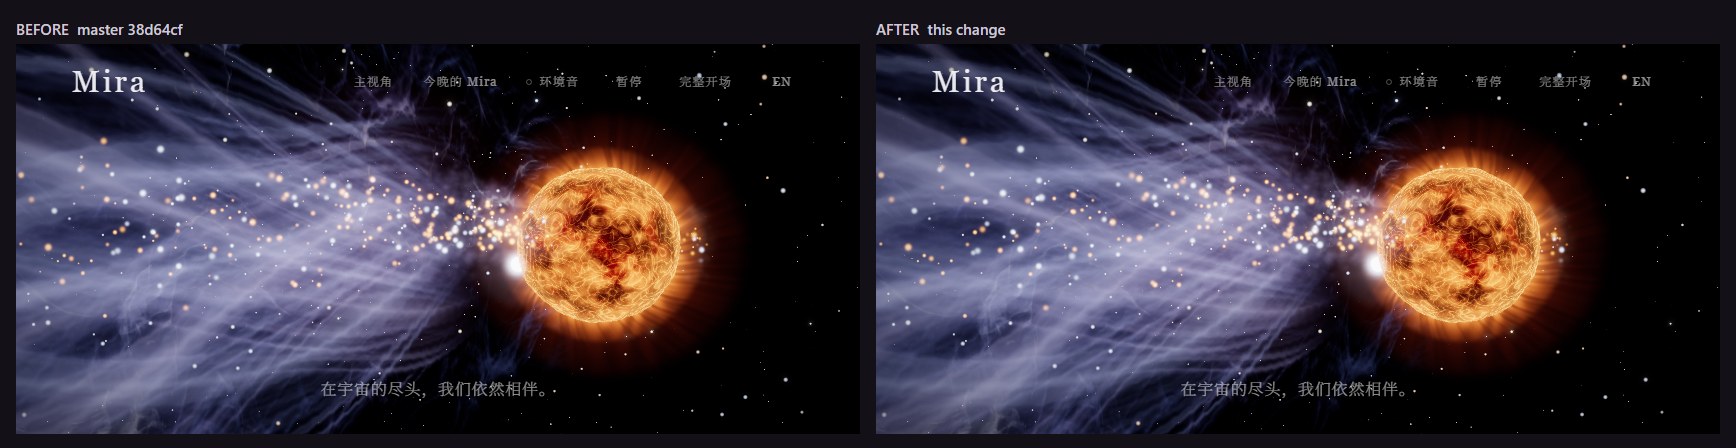 BEFORE master 38d64cf
Mira 主视角 今晚的 Mira ○ 环境音 暂停 完整开场 EN
在宇宙的尽头，我们依然相伴。
AFTER this change
Mira 主视角 今晚的 Mira ○ 环境音 暂停 完整开场 EN
在宇宙的尽头，我们依然相伴。